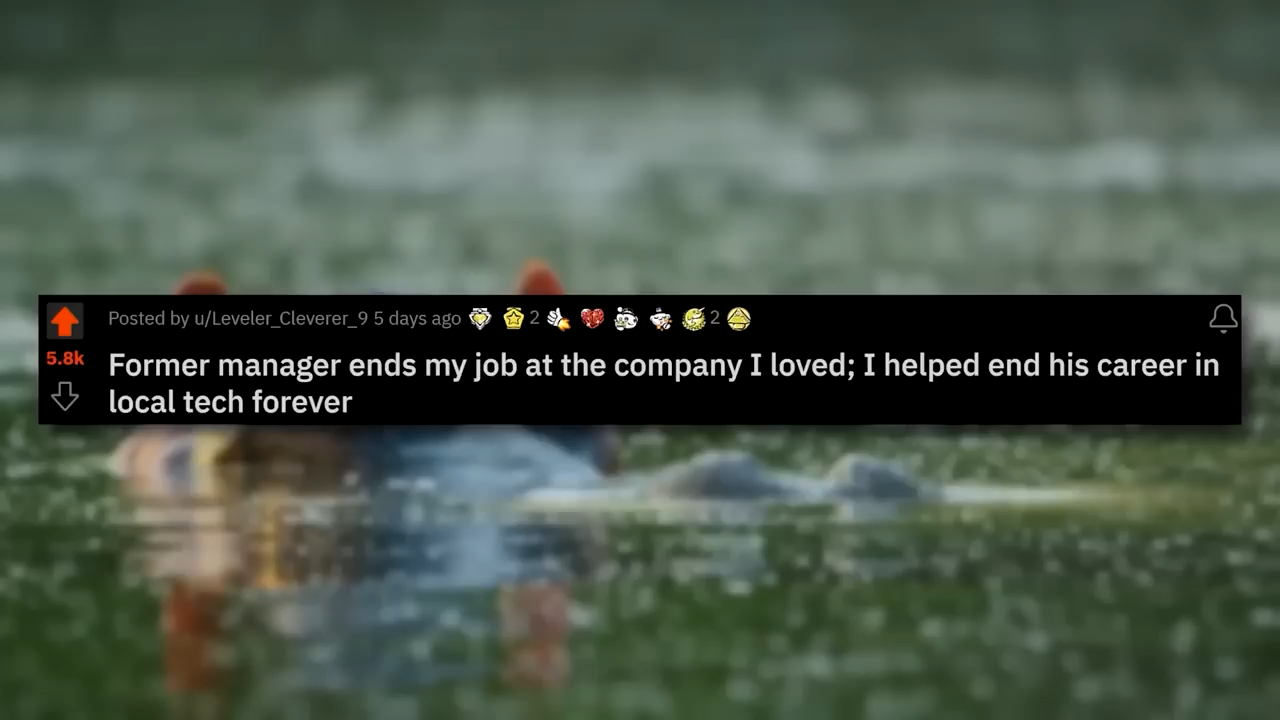 Posted by u/Leveler_Cleverer_9 5 days ago 2 2
5.8k
Former manager ends my job at the company I loved; I helped end his career in
local tech forever